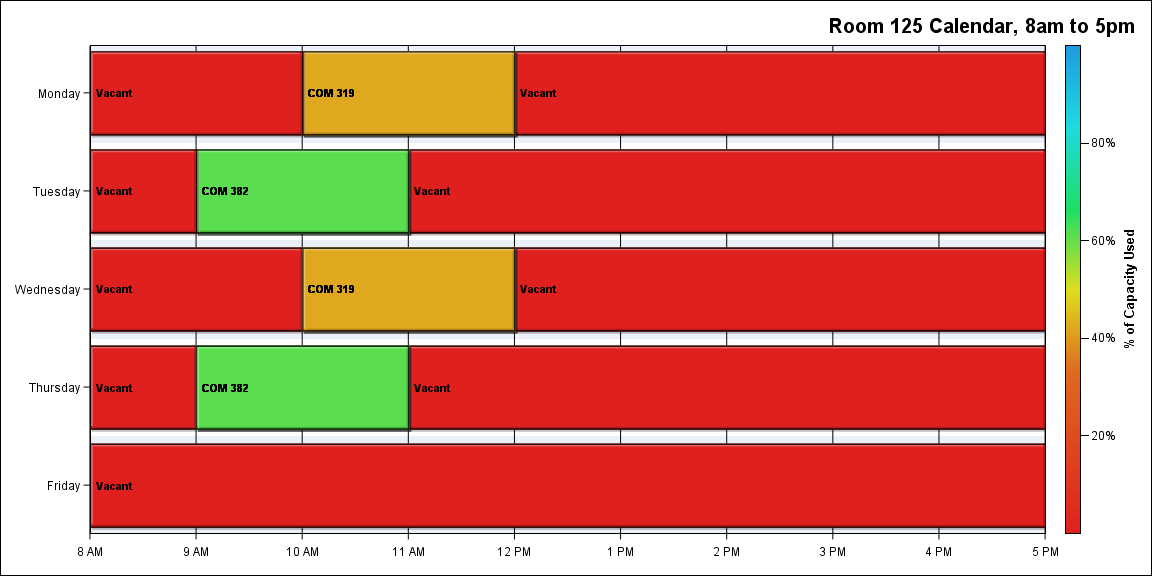 Room 125 Calendar, 8am to 5pm
Monday
Vacant
COM 319
Vacant
Tuesday
Vacant
COM 382
Vacant
Wednesday
Vacant
COM 319
Vacant
Thursday
Vacant
COM 382
Vacant
Friday
Vacant
8 AM
9 AM
10 AM
11 AM
12 PM
1 PM
2 PM
3 PM
4 PM
5 PM
80%
60%
40%
20%
% of Capacity Used